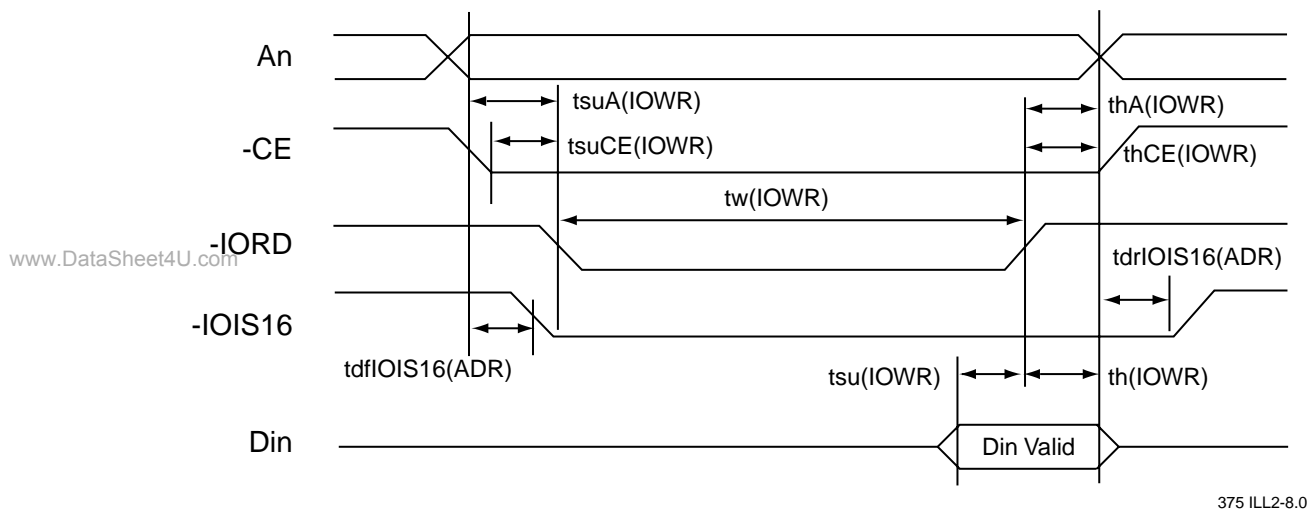 An
tsuA(IOWR)
thA(IOWR)
-CE
tsuCE(IOWR)
thCE(IOWR)
tw(IOWR)
-IORD
www.DataSheet4U.com
tdrIOIS16(ADR)
-IOIS16
tdfIOIS16(ADR)
tsu(IOWR)
th(IOWR)
Din
Din Valid
375 ILL2-8.0